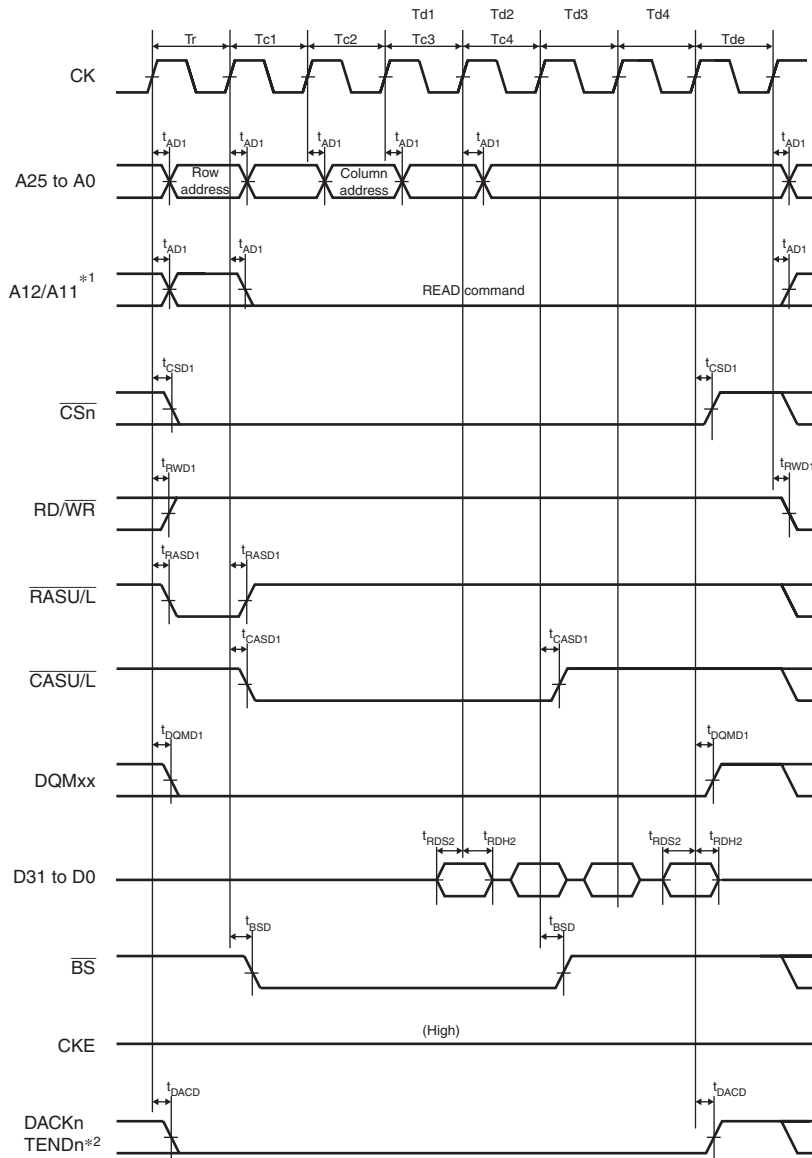 Td1 Td2 Td3 Td4
Tr Tc1 Tc2 Tc3 Tc4 Tde
CK
tAD1 tAD1 tAD1 tAD1 tAD1 tAD1
A25 to A0
Row address
Column address
tAD1 tAD1 tAD1
A12/A11 *1
READ command
tCSD1 tCSD1
CSn
tRWD1 tRWD1
RD/WR
tRASD1 tRASD1
RASU/L
tCASD1 tCASD1
CASU/L
tDQMD1 tDQMD1
DQMxx
tRDS2 tRDH2 tRDS2 tRDH2
D31 to D0
tBSD tBSD
BS
(High)
CKE
tDACD tDACD
DACKn
TENDn*2